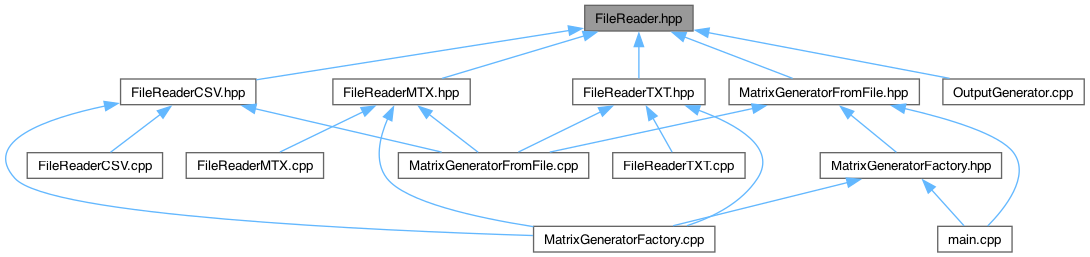 FileReader.hpp
FileReaderCSV.hpp
FileReaderMTX.hpp
FileReaderTXT.hpp
MatrixGeneratorFromFile.hpp
OutputGenerator.cpp
FileReaderCSV.cpp
FileReaderMTX.cpp
MatrixGeneratorFromFile.cpp
FileReaderTXT.cpp
MatrixGeneratorFactory.hpp
MatrixGeneratorFactory.cpp
main.cpp